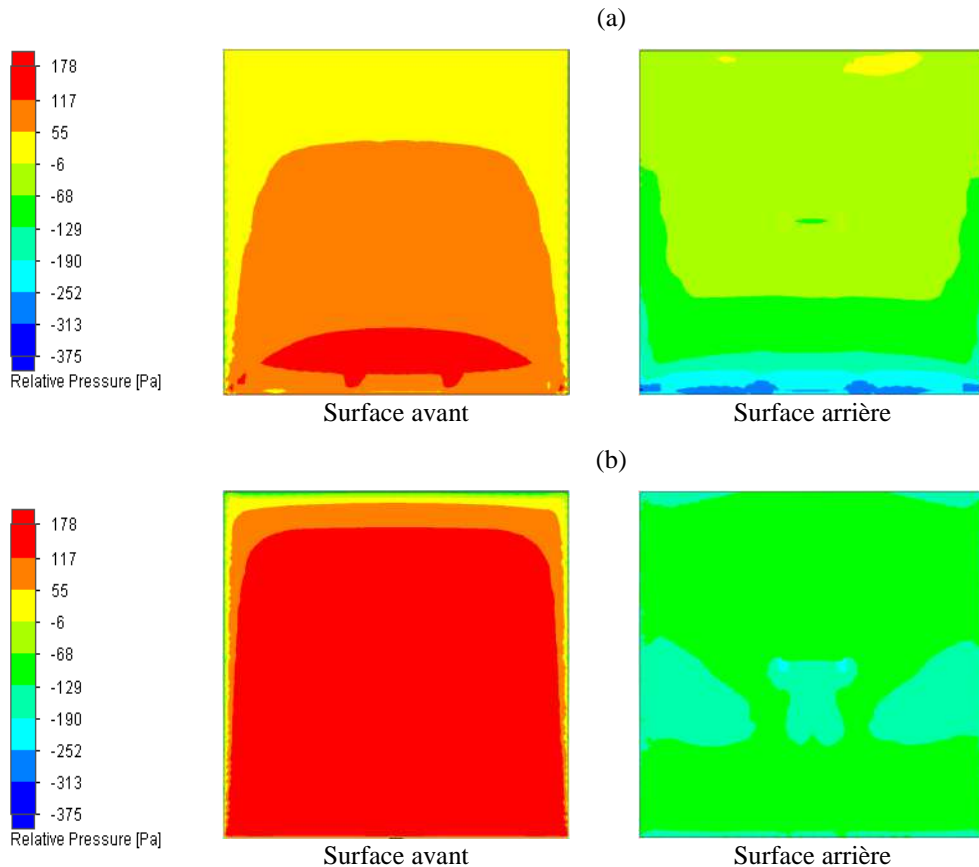 (a)
178
117
55
-6
-68
-129
-190
-252
-313
-375
Relative Pressure [Pa]
Surface avant
Surface arrière
(b)
178
117
55
-6
-68
-129
-190
-252
-313
-375
Relative Pressure [Pa]
Surface avant
Surface arrière